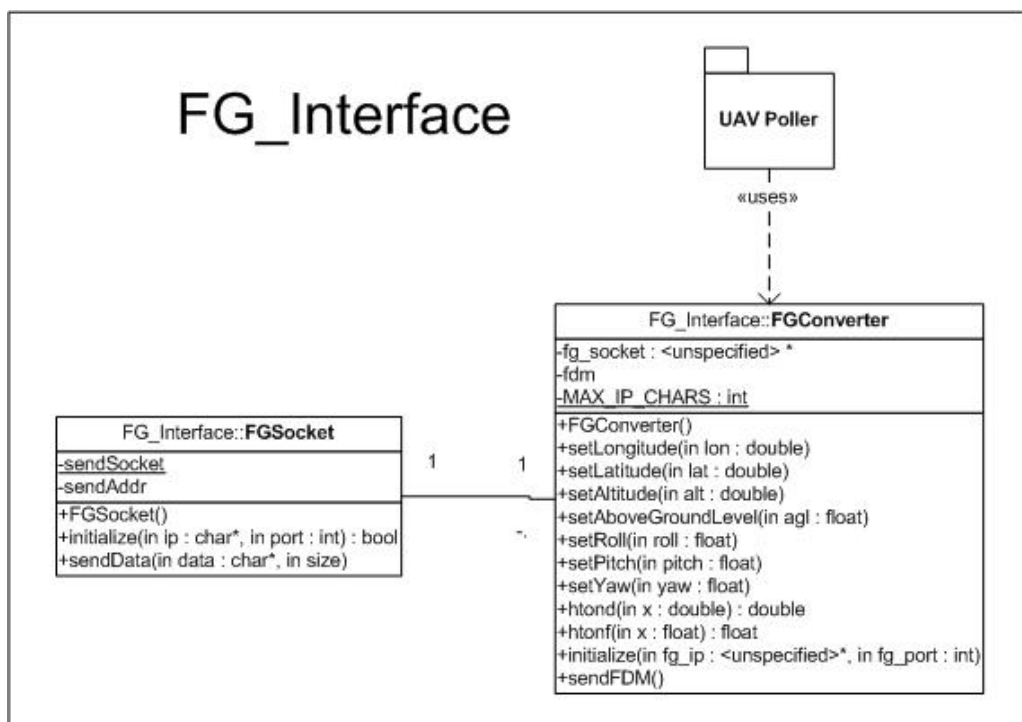 FG_Interface
UAV Poller
«uses»
FG_Interface::FGConverter
-fg_socket : <unspecified> *
-fdm
-MAX_IP_CHARS : int
+FGConverter()
+setLongitude(in lon : double)
+setLatitude(in lat : double)
+setAltitude(in alt : double)
+setAboveGroundLevel(in agl : float)
+setRoll(in roll : float)
+setPitch(in pitch : float)
+setYaw(in yaw : float)
+htond(in x : double) : double
+htonf(in x : float) : float
+initialize(in fg_ip : <unspecified>*, in fg_port : int)
+sendFDM()
FG_Interface::FGSocket
-sendSocket
-sendAddr
+FGSocket()
+initialize(in ip : char*, in port : int) : bool
+sendData(in data : char*, in size)
1
1
-.